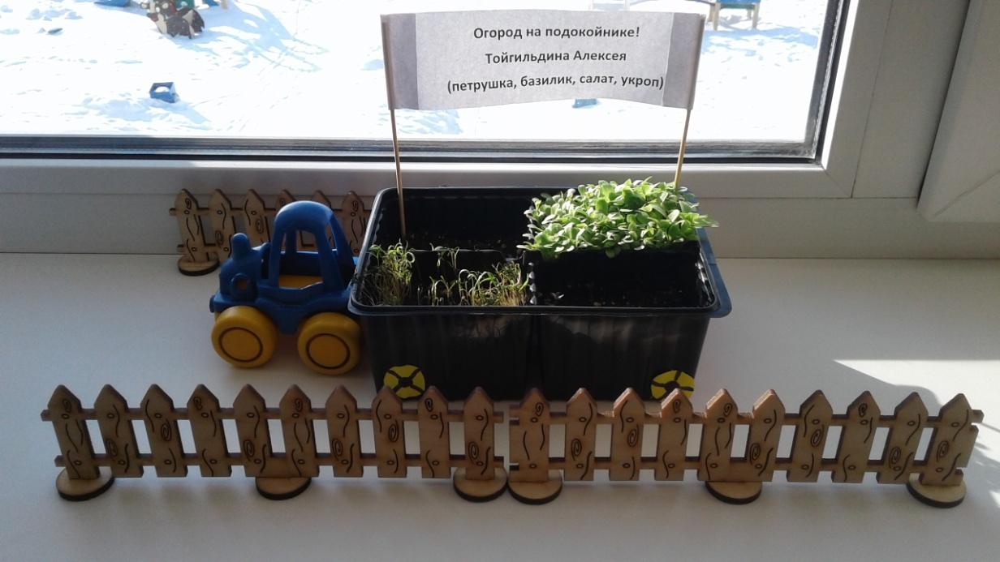 Огород на подокойнике!
Тойгильдина Алексея
(петрушка, базилик, салат, укроп)